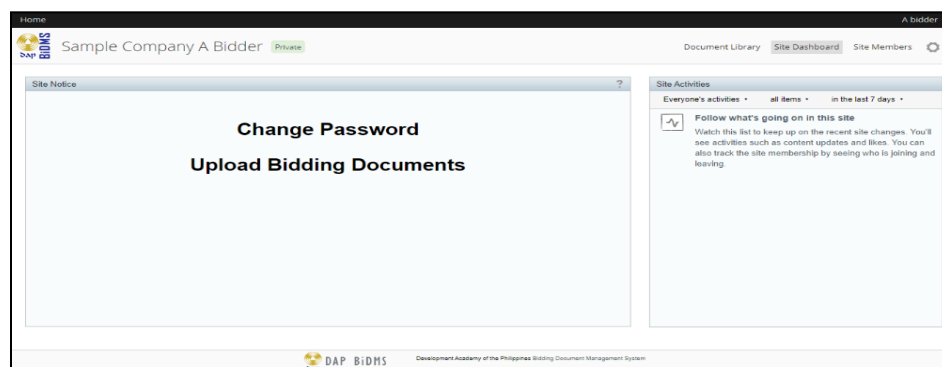 Home
A bidder
DAP BiDMS
Sample Company A Bidder Private
Document Library Site Dashboard Site Members
Site Notice ?
Change Password
Upload Bidding Documents
Site Activities
Everyone's activities all items in the last 7 days
Follow what's going on in this site
Watch this list to keep up on the recent site changes. You'll
see activities such as content updates and likes. You can
also track the site membership by seeing who is joining and
leaving.
DAP BiDMS
Development Academy of the Philippines Bidding Document Management System